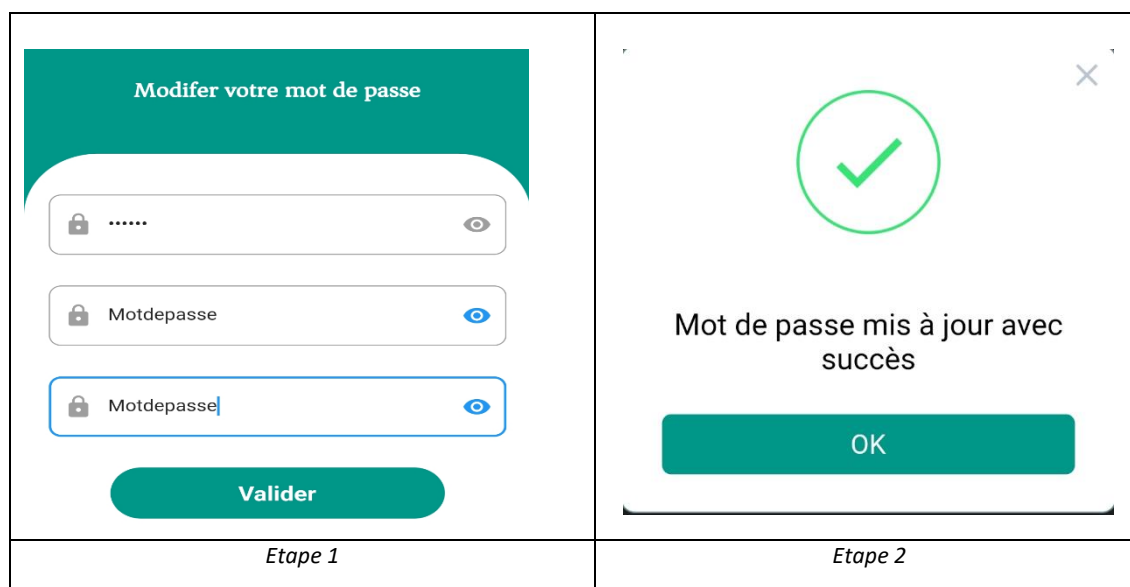 Modifer votre mot de passe
••••••
Motdepasse
Motdepasse
Valider
Etape 1
Mot de passe mis à jour avec
succès
OK
Etape 2